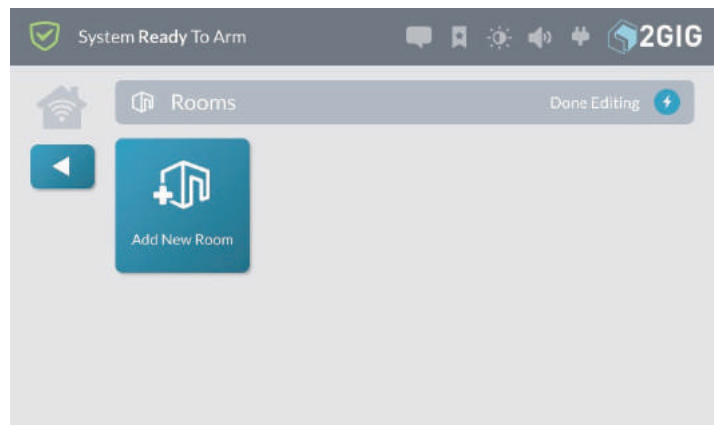 System Ready To Arm
2GIG
Rooms
Done Editing
Add New Room